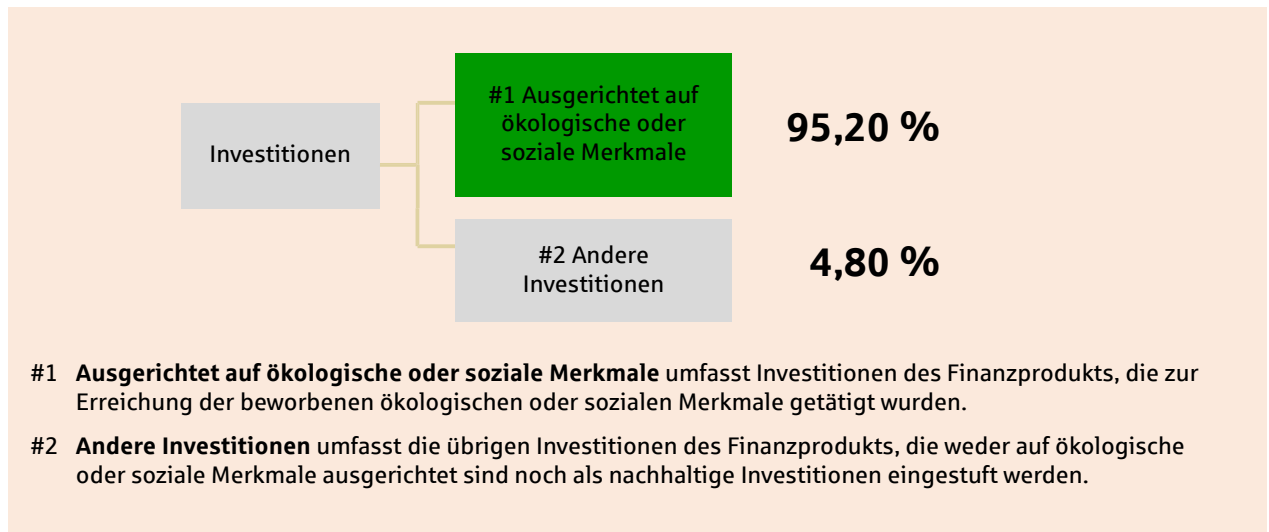 #1 Ausgerichtet auf
ökologische oder
soziale Merkmale
95,20 %
Investitionen
#2 Andere
Investitionen
4,80 %
#1 Ausgerichtet auf ökologische oder soziale Merkmale umfasst Investitionen des Finanzprodukts, die zur
Erreichung der beworbenen ökologischen oder sozialen Merkmale getätigt wurden.
#2 Andere Investitionen umfasst die übrigen Investitionen des Finanzprodukts, die weder auf ökologische
oder soziale Merkmale ausgerichtet sind noch als nachhaltige Investitionen eingestuft werden.